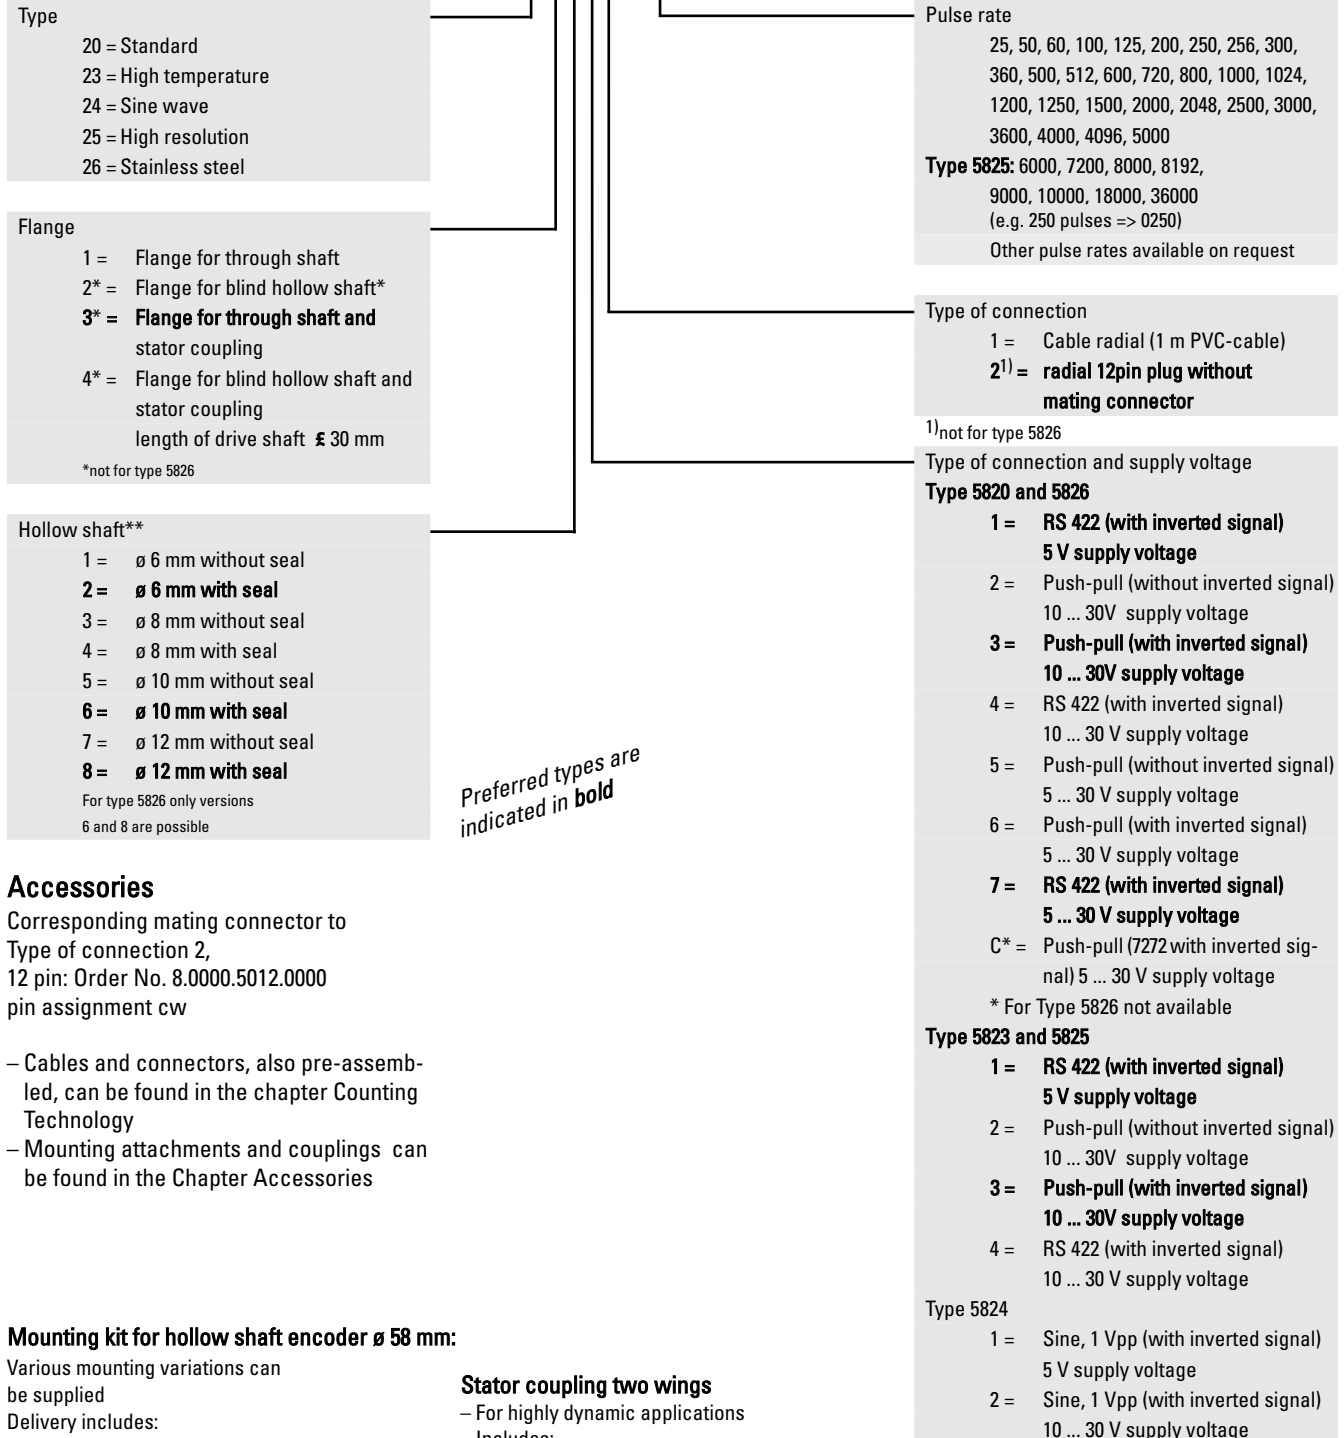 Type
20 = Standard
23 = High temperature
24 = Sine wave
25 = High resolution
26 = Stainless steel
Flange
1 = Flange for through shaft
2* = Flange for blind hollow shaft*
3* = Flange for through shaft and
stator coupling
4* = Flange for blind hollow shaft and
stator coupling
length of drive shaft £ 30 mm
*not for type 5826
Hollow shaft**
1 = ø 6 mm without seal
2 = ø 6 mm with seal
3 = ø 8 mm without seal
4 = ø 8 mm with seal
5 = ø 10 mm without seal
6 = ø 10 mm with seal
7 = ø 12 mm without seal
8 = ø 12 mm with seal
For type 5826 only versions
6 and 8 are possible
Preferred types are
indicated in bold
Accessories
Corresponding mating connector to
Type of connection 2,
12 pin: Order No. 8.0000.5012.0000
pin assignment cw
– Cables and connectors, also pre-assemb-
led, can be found in the chapter Counting
Technology
– Mounting attachments and couplings can
be found in the Chapter Accessories
Mounting kit for hollow shaft encoder ø 58 mm:
Various mounting variations can
be supplied
Delivery includes:
Stator coupling two wings
– For highly dynamic applications
– Includes:
Pulse rate
25, 50, 60, 100, 125, 200, 250, 256, 300,
360, 500, 512, 600, 720, 800, 1000, 1024,
1200, 1250, 1500, 2000, 2048, 2500, 3000,
3600, 4000, 4096, 5000
Type 5825: 6000, 7200, 8000, 8192,
9000, 10000, 18000, 36000
(e.g. 250 pulses => 0250)
Other pulse rates available on request
Type of connection
1 = Cable radial (1 m PVC-cable)
2¹⁾ = radial 12pin plug without
mating connector
¹⁾not for type 5826
Type of connection and supply voltage
Type 5820 and 5826
1 = RS 422 (with inverted signal)
5 V supply voltage
2 = Push-pull (without inverted signal)
10 ... 30V supply voltage
3 = Push-pull (with inverted signal)
10 ... 30V supply voltage
4 = RS 422 (with inverted signal)
10 ... 30 V supply voltage
5 = Push-pull (without inverted signal)
5 ... 30 V supply voltage
6 = Push-pull (with inverted signal)
5 ... 30 V supply voltage
7 = RS 422 (with inverted signal)
5 ... 30 V supply voltage
C* = Push-pull (7272 with inverted sig-
nal) 5 ... 30 V supply voltage
* For Type 5826 not available
Type 5823 and 5825
1 = RS 422 (with inverted signal)
5 V supply voltage
2 = Push-pull (without inverted signal)
10 ... 30V supply voltage
3 = Push-pull (with inverted signal)
10 ... 30V supply voltage
4 = RS 422 (with inverted signal)
10 ... 30 V supply voltage
Type 5824
1 = Sine, 1 Vpp (with inverted signal)
5 V supply voltage
2 = Sine, 1 Vpp (with inverted signal)
10 ... 30 V supply voltage